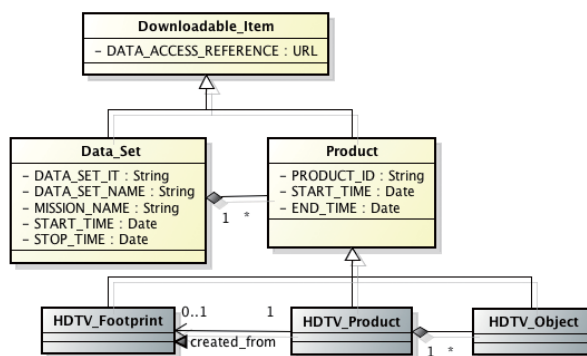 Downloadable_Item
- DATA_ACCESS_REFERENCE : URL
Data_Set
- DATA_SET_IT : String
- DATA_SET_NAME : String
- MISSION_NAME : String
- START_TIME : Date
- STOP_TIME : Date
1 *
Product
- PRODUCT_ID : String
- START_TIME : Date
- END_TIME : Date
HDTV_Footprint
0..1 1
created_from
HDTV_Product
1 *
HDTV_Object